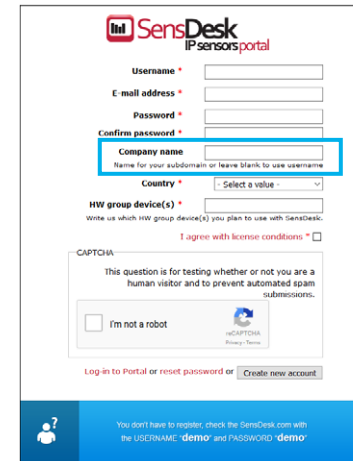 SensDesk
IP sensors portal
Username *
E-mail address *
Password *
Confirm password *
Company name
Name for your subdomain or leave blank to use username
Country *
- Select a value -
HW group device(s) *
Write us which HW group device(s) you plan to use with SensDesk.
I agree with license conditions *
CAPTCHA
This question is for testing whether or not you are a
human visitor and to prevent automated spam
submissions.
I'm not a robot
reCAPTCHA
Privacy - Terms
Log-in to Portal or reset password or Create new account
You don't have to register, check the SensDesk.com with
the USERNAME "demo" and PASSWORD "demo"